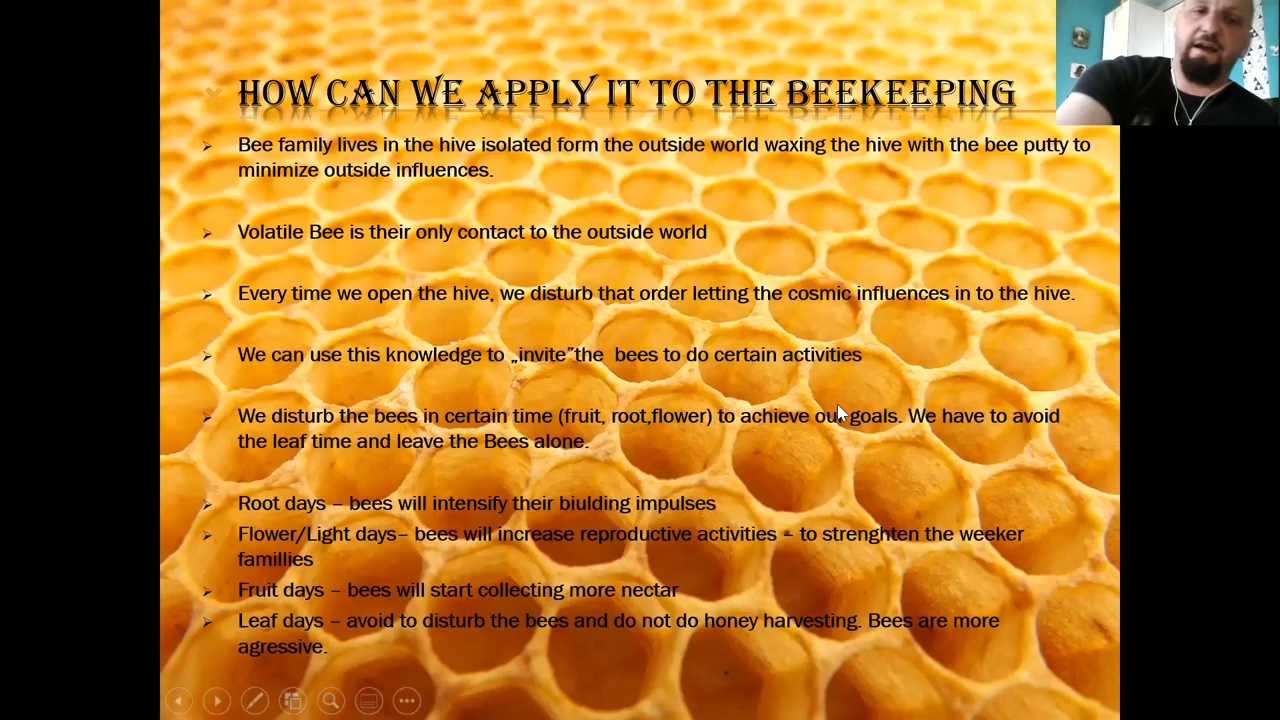 HOW CAN WE APPLY IT TO THE BEEKEEPING
Bee family lives in the hive isolated form the outside world waxing the hive with the bee putty to
minimize outside influences.
Volatile Bee is their only contact to the outside world
Every time we open the hive, we disturb that order letting the cosmic influences in to the hive.
We can use this knowledge to „invite”the  bees to do certain activities
We disturb the bees in certain time (fruit, root,flower) to achieve our goals. We have to avoid
the leaf time and leave the Bees alone.
Root days – bees will intensify their biulding impulses
Flower/Light days– bees will increase reproductive activities – to strenghten the weeker
famillies
Fruit days – bees will start collecting more nectar
Leaf days – avoid to disturb the bees and do not do honey harvesting. Bees are more
agressive.